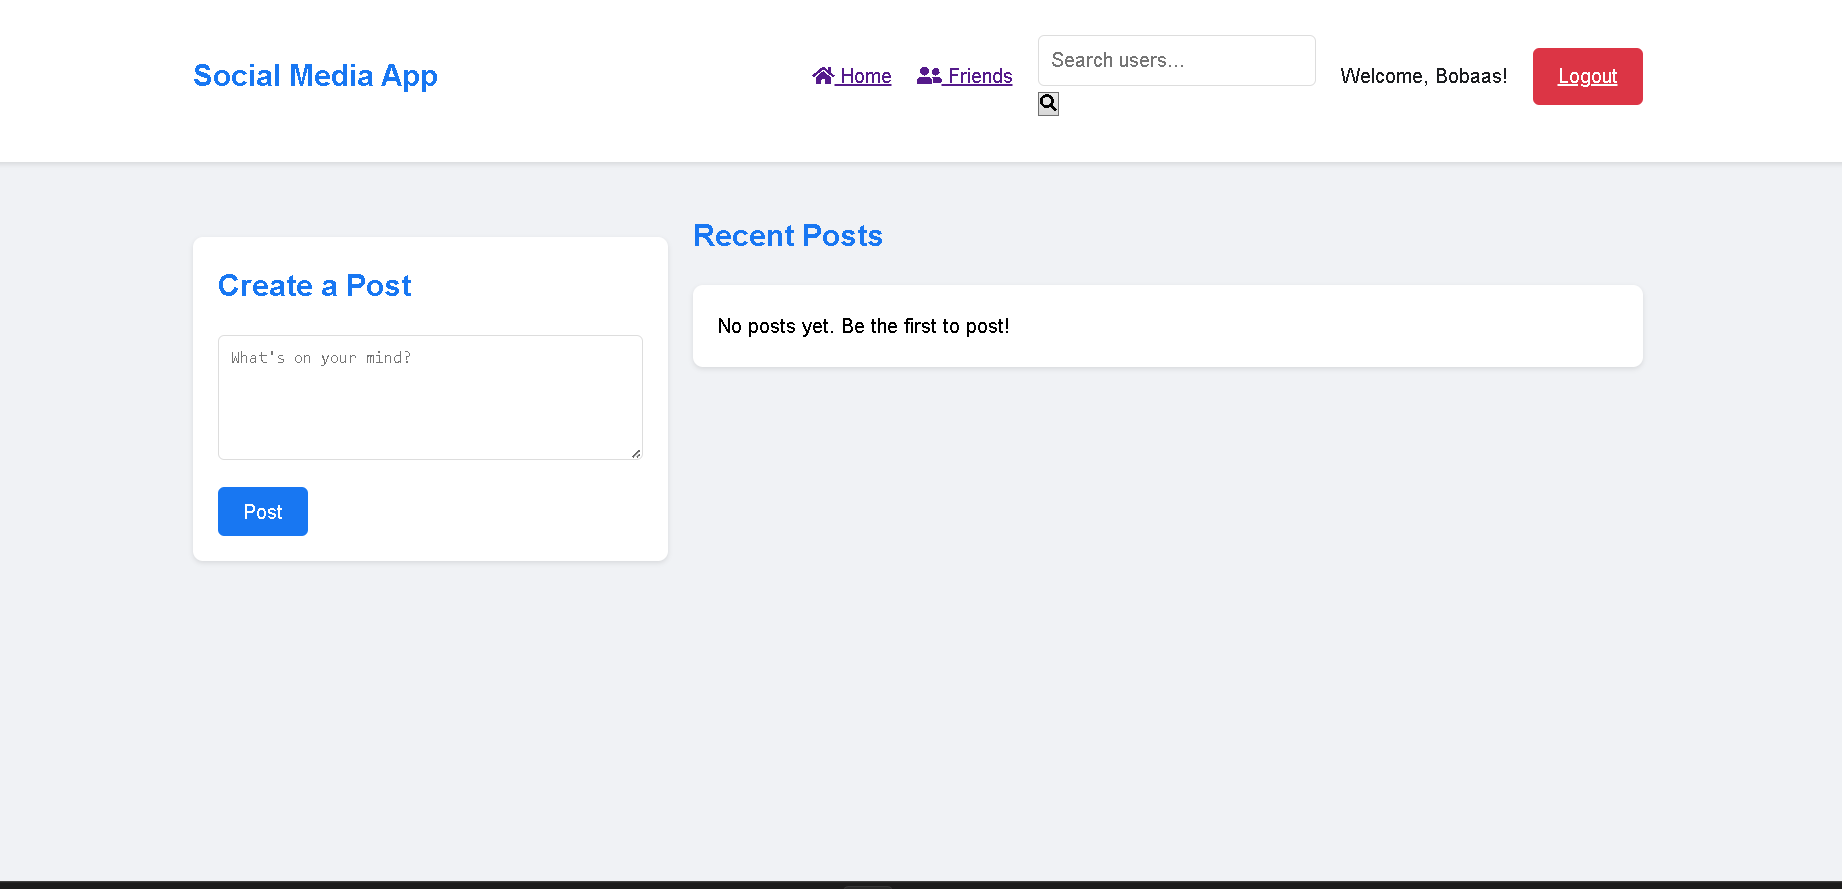 Social Media App
Home
Friends
Search users...
Welcome, Bobaas!
Logout
Create a Post
What's on your mind?
Post
Recent Posts
No posts yet. Be the first to post!